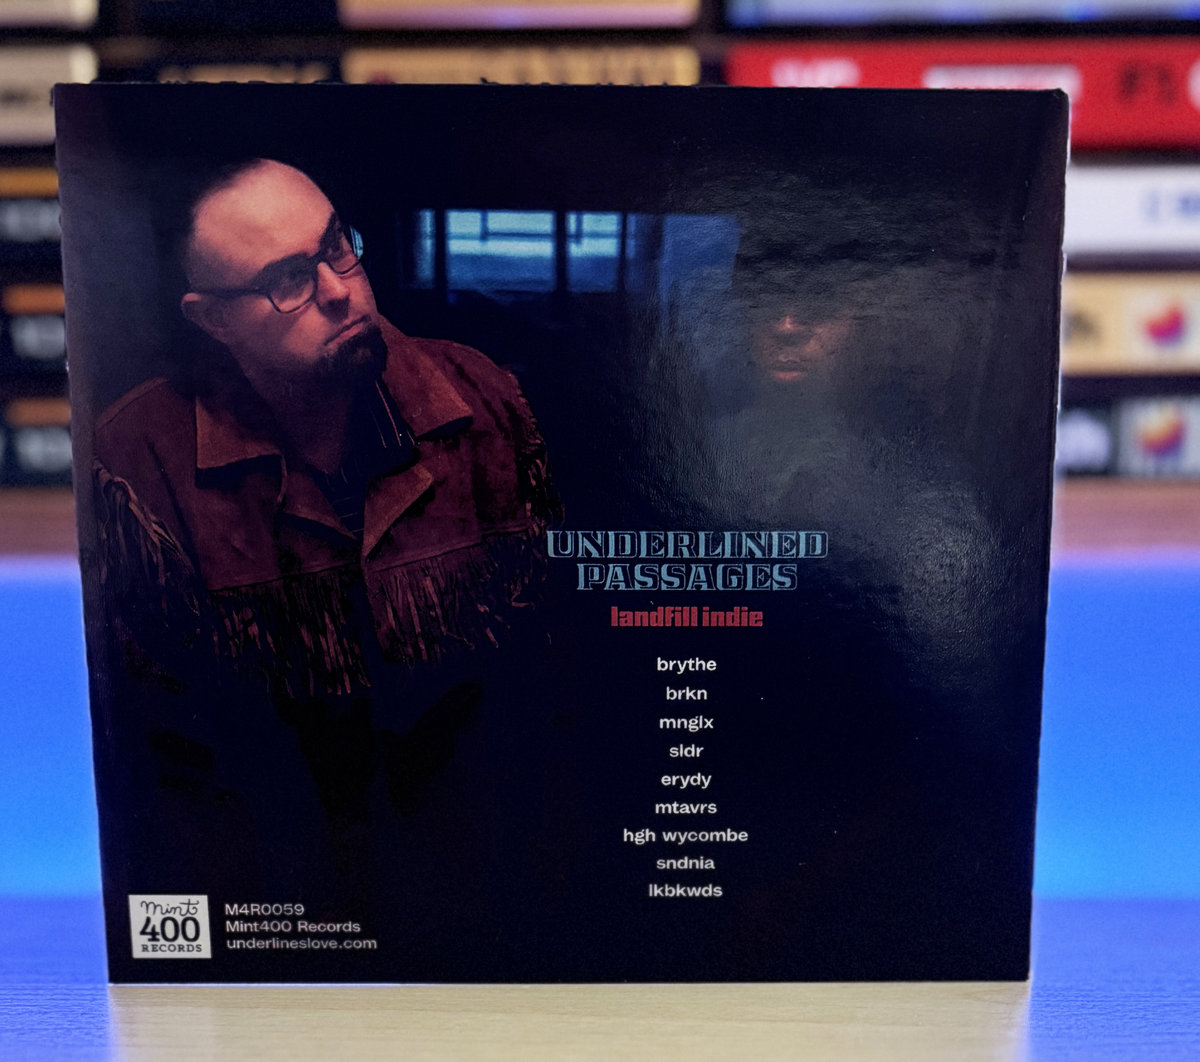 UNDERLINED
PASSAGES
landfill indie
brythe
brkn
mnglx
sldr
erydy
mtavrs
hgh wycombe
sndnia
lkbkwds
mint
400
RECORDS
M4R0059
Mint400 Records
underlineslove.com